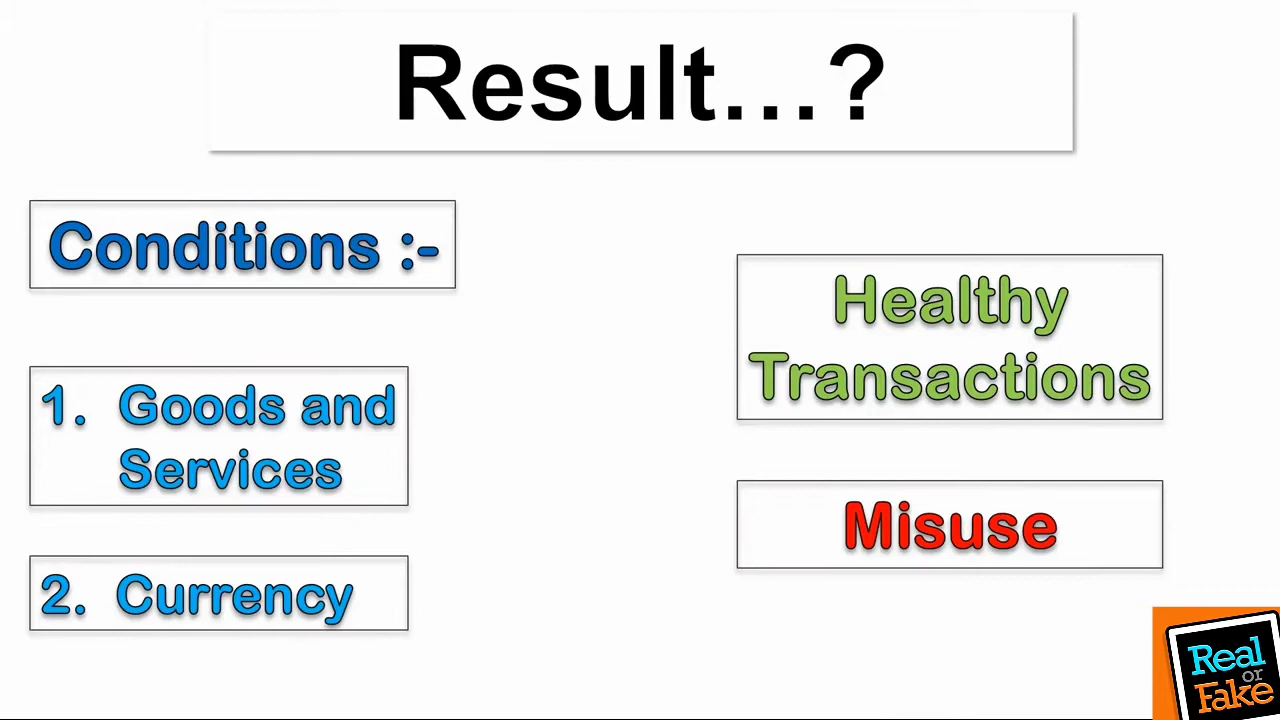 Result...?
Conditions :-
1. Goods and
Services
2. Currency
Healthy
Transactions
Misuse
Real
or
Fake